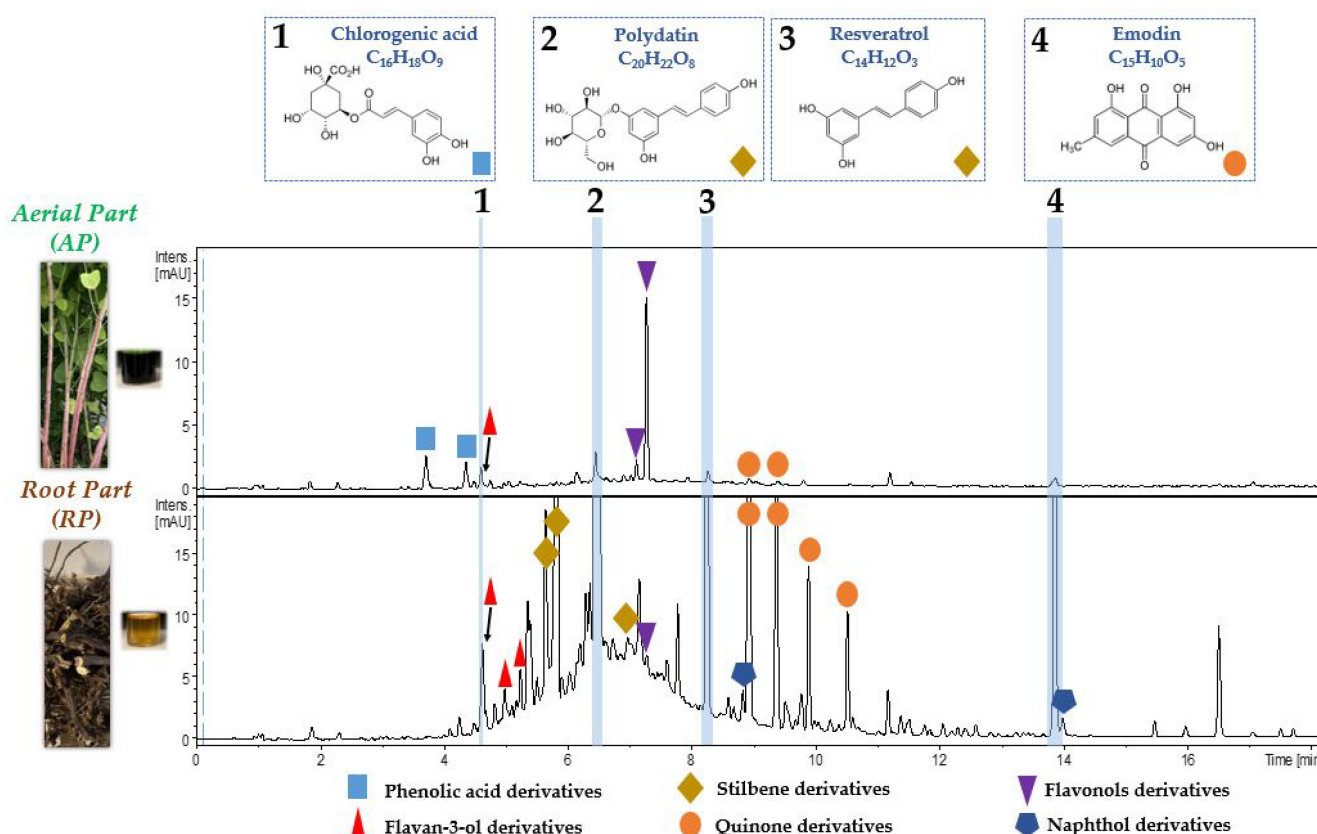 1 Chlorogenic acid
C₁₆H₁₈O₉
HO CO₂H
HO
OH
O
O
OH
OH
2 Polydatin
C₂₀H₂₂O₈
OH
HO
HO
O
O
OH
OH
OH
3 Resveratrol
C₁₄H₁₂O₃
HO
OH
OH
4 Emodin
C₁₅H₁₀O₅
OH O OH
H₃C
O
OH
1 2 3 4
Aerial Part
(AP)
Intens.
[mAU]
15
10
5
0
Root Part
(RP)
Intens.
[mAU]
15
10
5
0
0 2 4 6 8 10 12 14 16 Time [min
Phenolic acid derivatives
Stilbene derivatives
Flavonols derivatives
Flavan-3-ol derivatives
Quinone derivatives
Naphthol derivatives